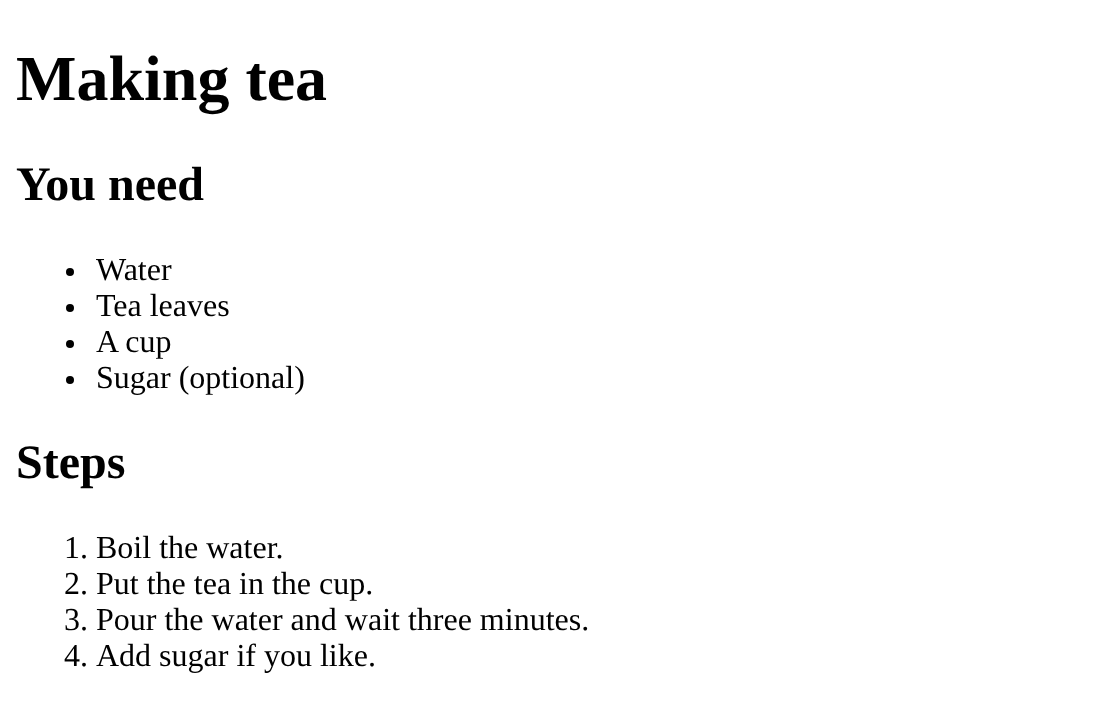 Making tea
You need
• Water
• Tea leaves
• A cup
• Sugar (optional)
Steps
1. Boil the water.
2. Put the tea in the cup.
3. Pour the water and wait three minutes.
4. Add sugar if you like.